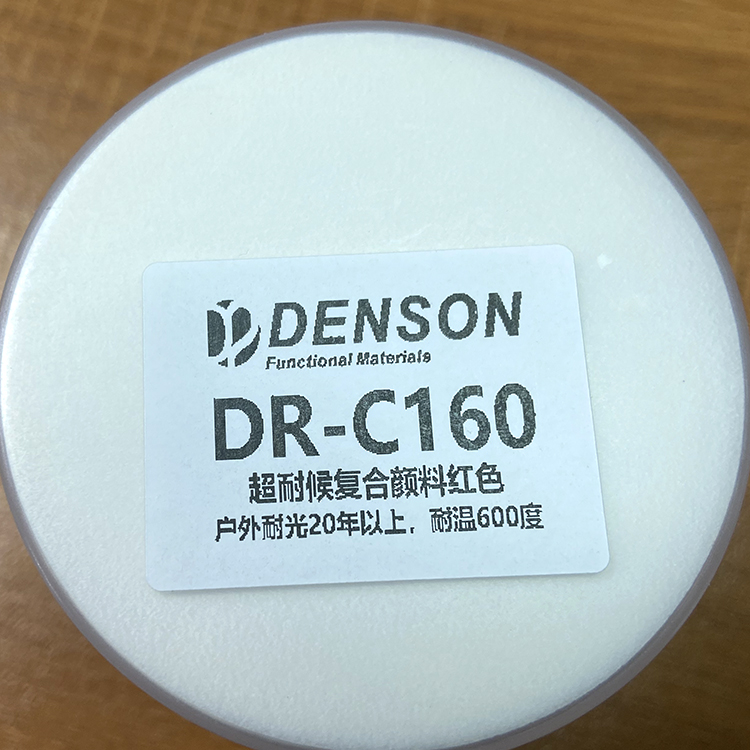 DENSON
Functional Materials
DR-C160
超耐候复合颜料红色
户外耐光20年以上，耐温600度